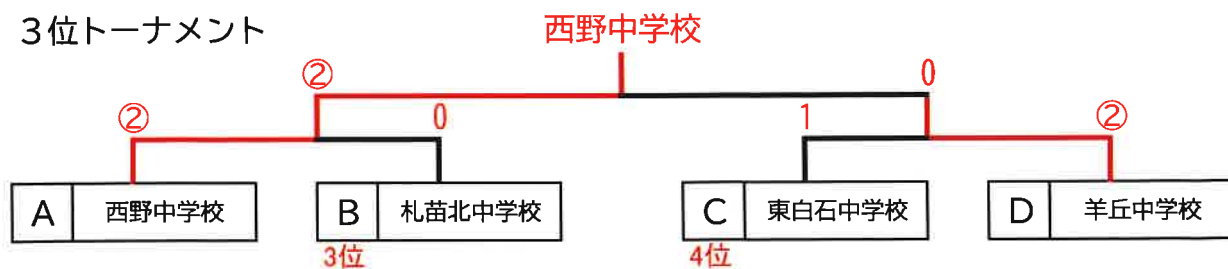 3位トーナメント
西野中学校
② 0
② 0 1 ②
A 西野中学校
B 札苗北中学校
C 東白石中学校
D 羊丘中学校
3位
4位